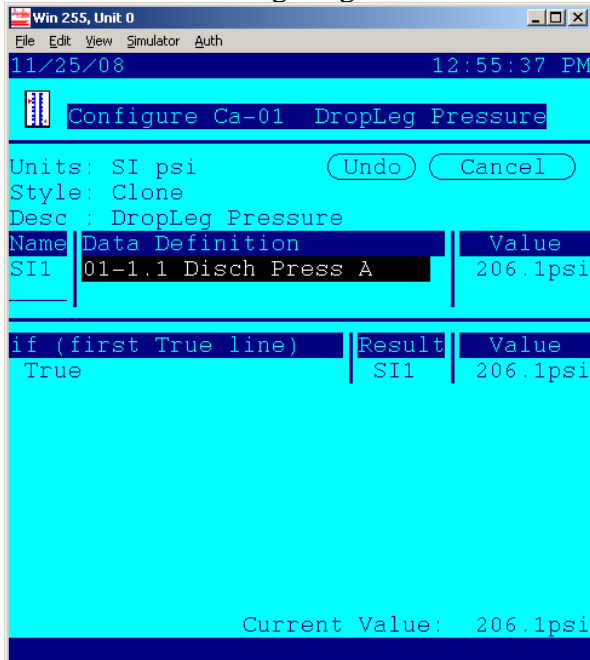 Win 255, Unit 0
File Edit View Simulator Auth
11/25/08 12:55:37 PM
Configure Ca-01 DropLeg Pressure
Units: SI psi Undo Cancel
Style: Clone
Desc : DropLeg Pressure
Name Data Definition Value
SI1 01-1.1 Disch Press A 206.1psi
if (first True line) Result Value
True SI1 206.1psi
Current Value: 206.1psi